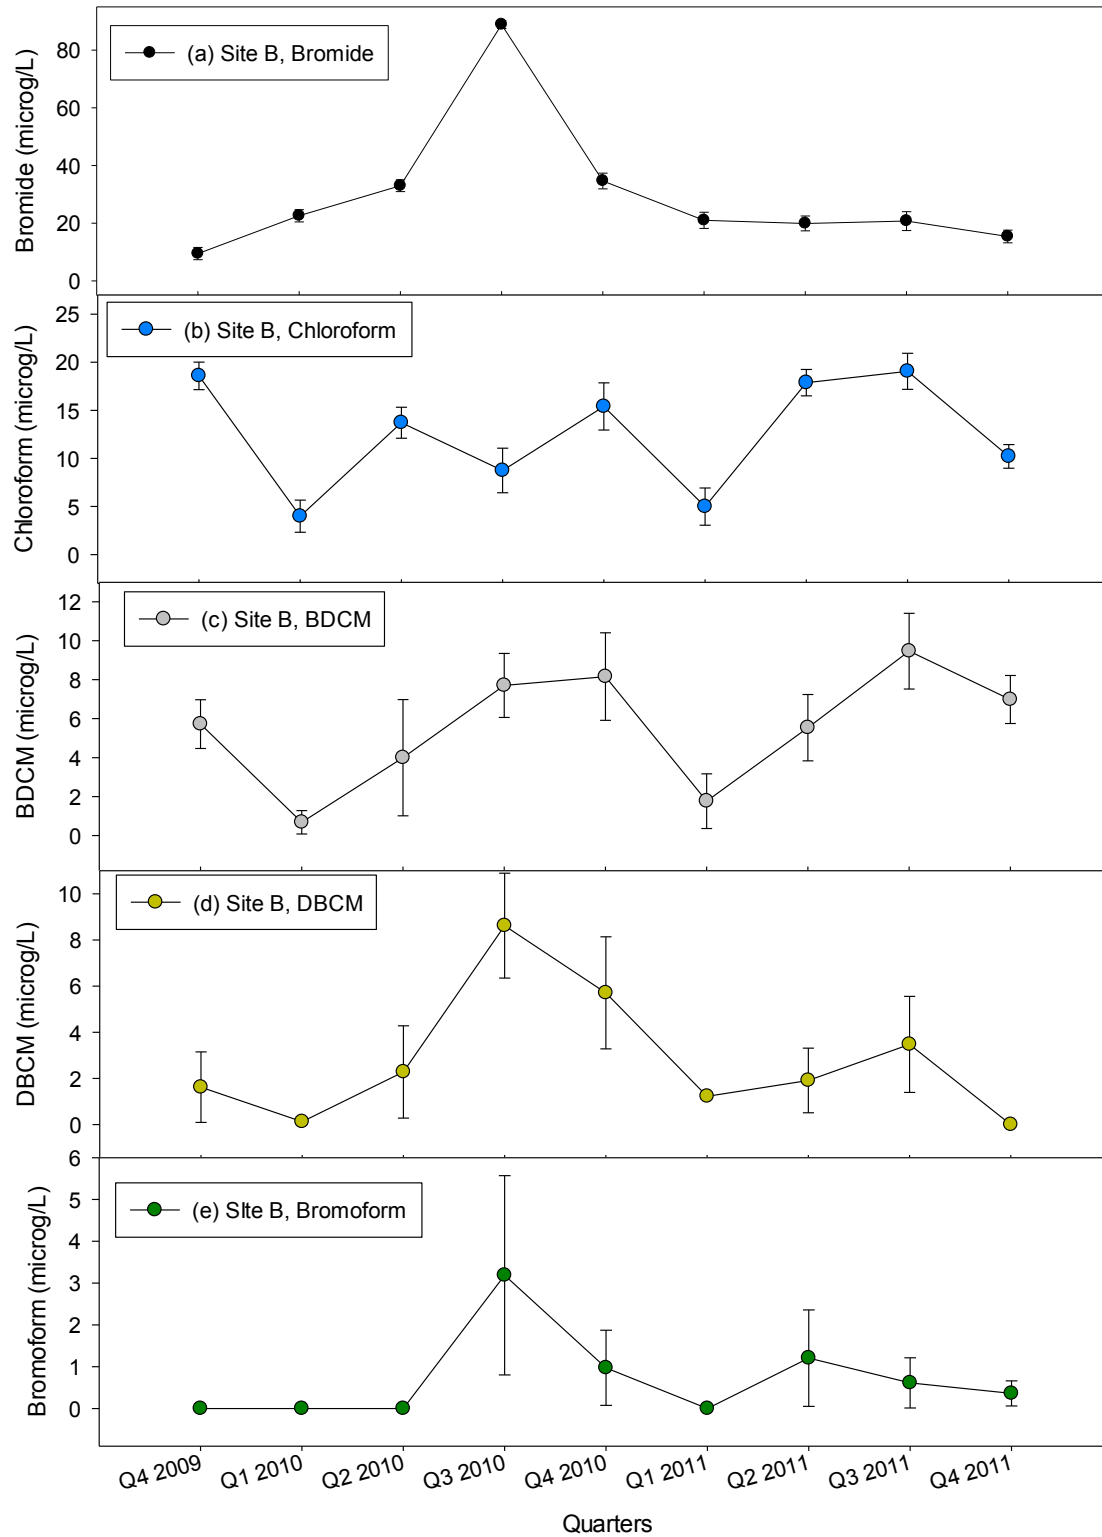 (a) Site B, Bromide
Bromide (microg/L)
80
60
40
20
0
(b) Site B, Chloroform
Chloroform (microg/L)
25
20
15
10
5
0
(c) Site B, BDCM
BDCM (microg/L)
12
10
8
6
4
2
0
(d) Site B, DBCM
DBCM (microg/L)
10
8
6
4
2
0
(e) SIte B, Bromoform
Bromoform (microg/L)
6
5
4
3
2
1
0
Q4 2009 Q1 2010 Q2 2010 Q3 2010 Q4 2010 Q1 2011 Q2 2011 Q3 2011 Q4 2011
Quarters